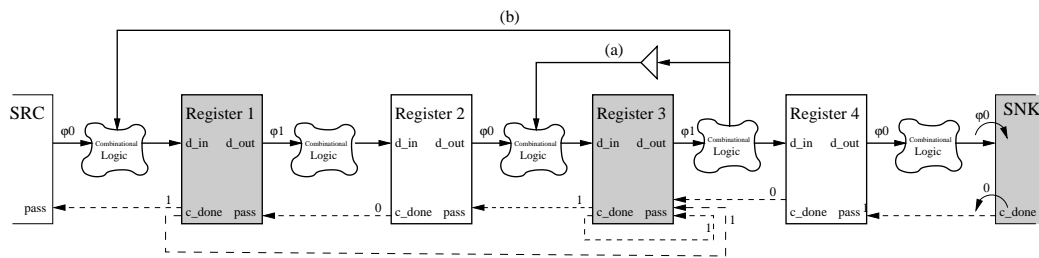 (b)
(a)
SRC
Register 1
Register 2
Register 3
Register 4
SNK
φ0
φ1
φ0
φ1
φ0
φ0
Combinational
Logic
Combinational
Logic
Combinational
Logic
Combinational
Logic
Combinational
Logic
d_in
d_out
d_in
d_out
d_in
d_out
d_in
d_out
pass
1
c_done
pass
0
c_done
pass
1
c_done
pass
0
c_done
pass
1
0
c_done
1
1